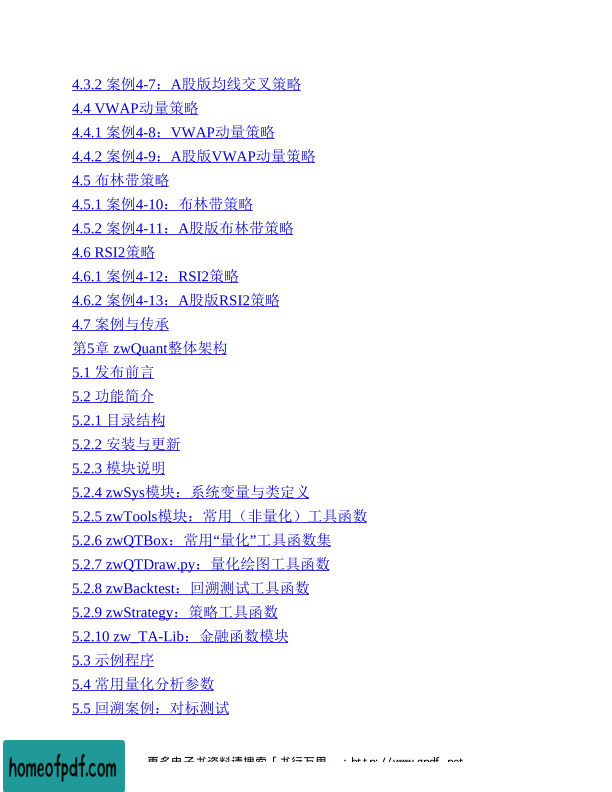 4.3.2 案例4-7：A股版均线交叉策略
4.4 VWAP动量策略
4.4.1 案例4-8：VWAP动量策略
4.4.2 案例4-9：A股版VWAP动量策略
4.5 布林带策略
4.5.1 案例4-10：布林带策略
4.5.2 案例4-11：A股版布林带策略
4.6 RSI2策略
4.6.1 案例4-12：RSI2策略
4.6.2 案例4-13：A股版RSI2策略
4.7 案例与传承
第5章 zwQuant整体架构
5.1 发布前言
5.2 功能简介
5.2.1 目录结构
5.2.2 安装与更新
5.2.3 模块说明
5.2.4 zwSys模块：系统变量与类定义
5.2.5 zwTools模块：常用（非量化）工具函数
5.2.6 zwQTBox：常用“量化”工具函数集
5.2.7 zwQTDraw.py：量化绘图工具函数
5.2.8 zwBacktest：回溯测试工具函数
5.2.9 zwStrategy：策略工具函数
5.2.10 zw_TA-Lib：金融函数模块
5.3 示例程序
5.4 常用量化分析参数
5.5 回溯案例：对标测试
更多电子书资料请搜索「书行万里
homeofpdf.com